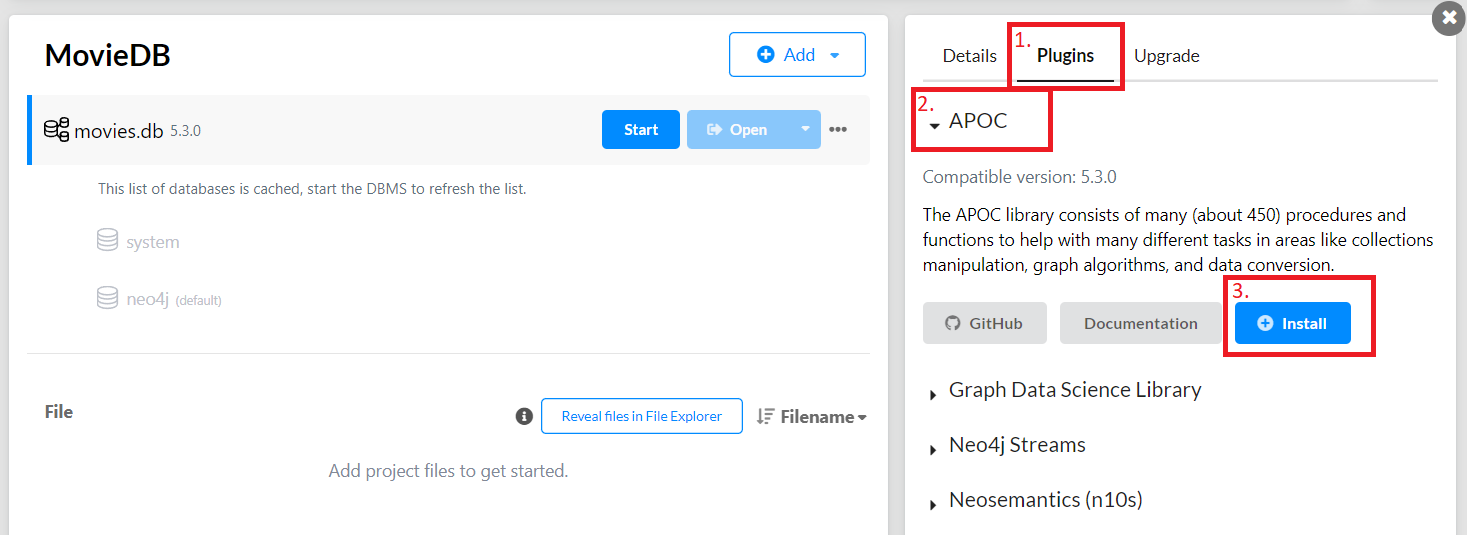 MovieDB
Add
movies.db 5.3.0
Start
Open
This list of databases is cached, start the DBMS to refresh the list.
system
neo4j (default)
File
Reveal files in File Explorer
Filename
Add project files to get started.
1.
Details
Plugins
Upgrade
2.
APOC
Compatible version: 5.3.0
The APOC library consists of many (about 450) procedures and
functions to help with many different tasks in areas like collections
manipulation, graph algorithms, and data conversion.
3.
GitHub
Documentation
Install
Graph Data Science Library
Neo4j Streams
Neosemantics (n10s)